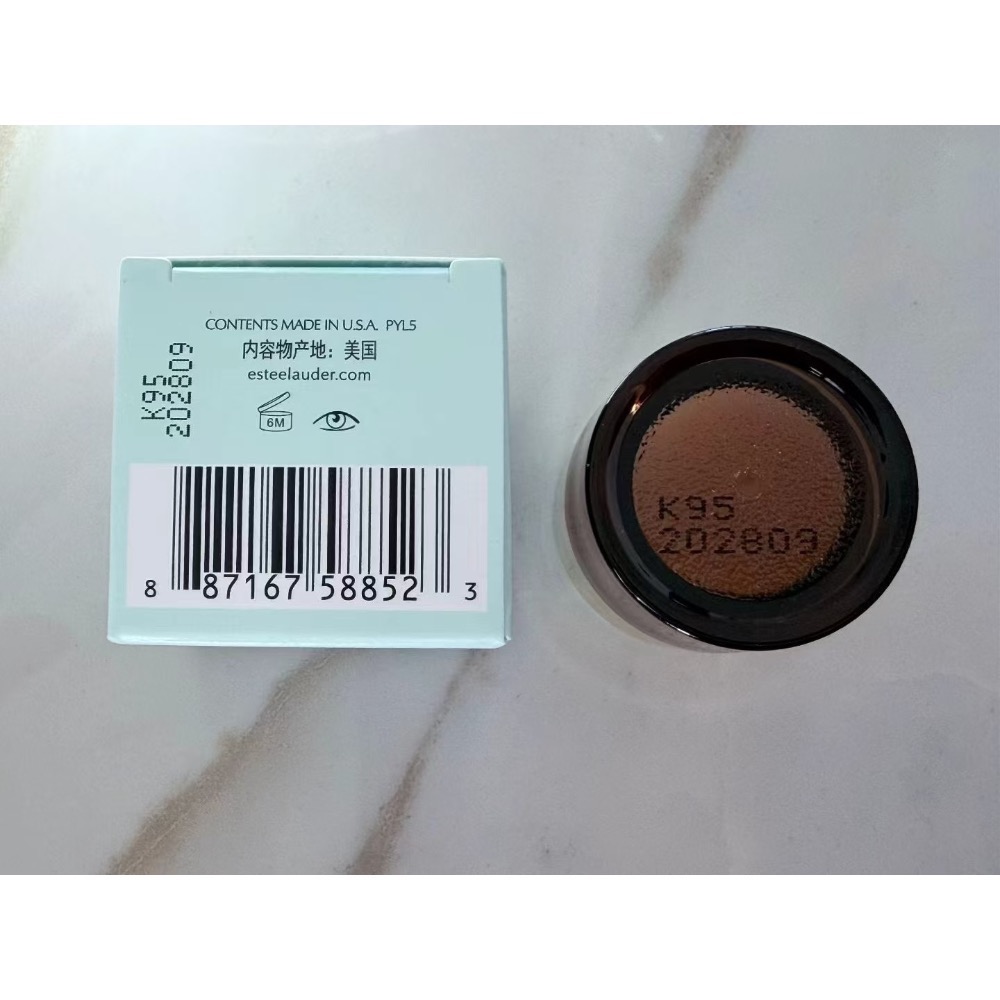 CONTENTS MADE IN U.S.A. PYL5
内容物产地：美国
esteelauder.com
K95
202809
6M
8 87167 58852 3
K95
202809